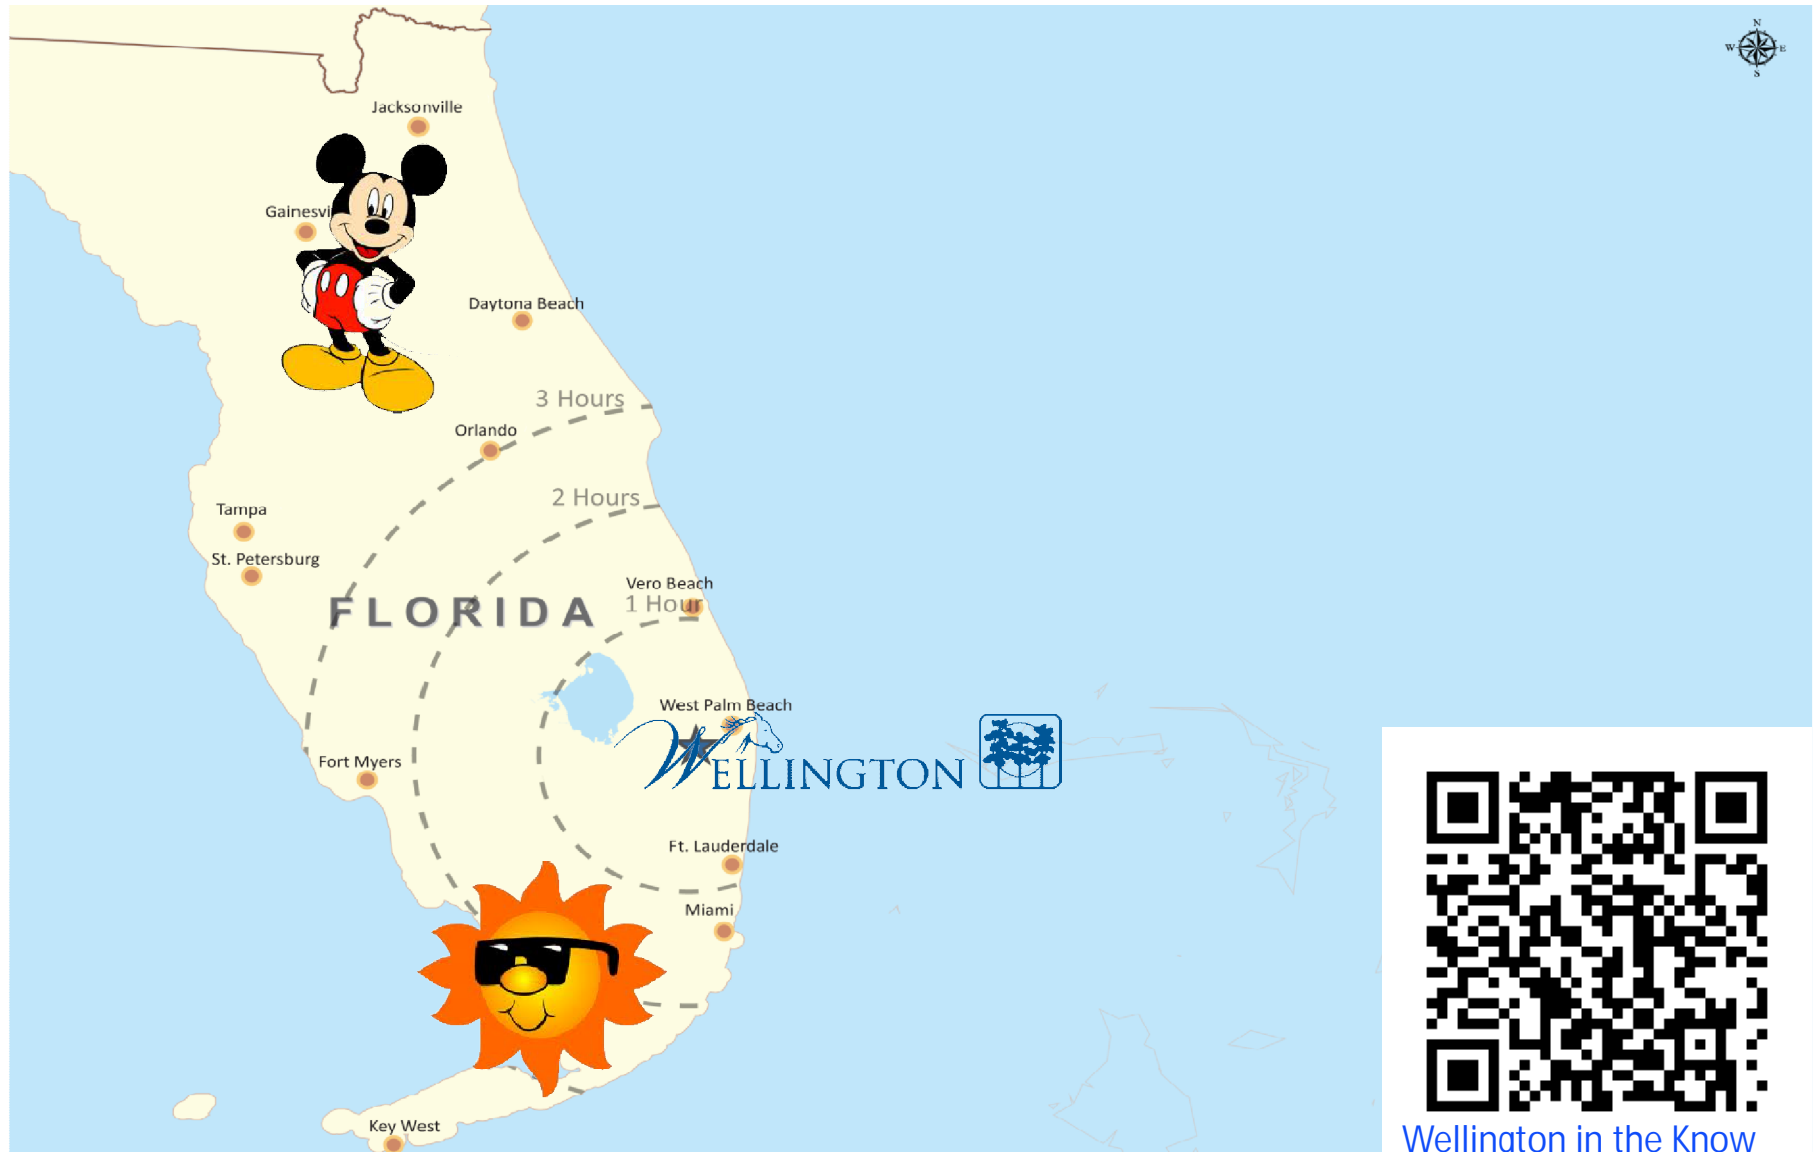 N
W E
S
Jacksonville
Gainesvi
Daytona Beach
3 Hours
Orlando
2 Hours
Tampa
St. Petersburg
Vero Beach
1 Hour
FLORIDA
West Palm Beach
WELLINGTON
Fort Myers
Ft. Lauderdale
Miami
Key West
Wellington in the Know